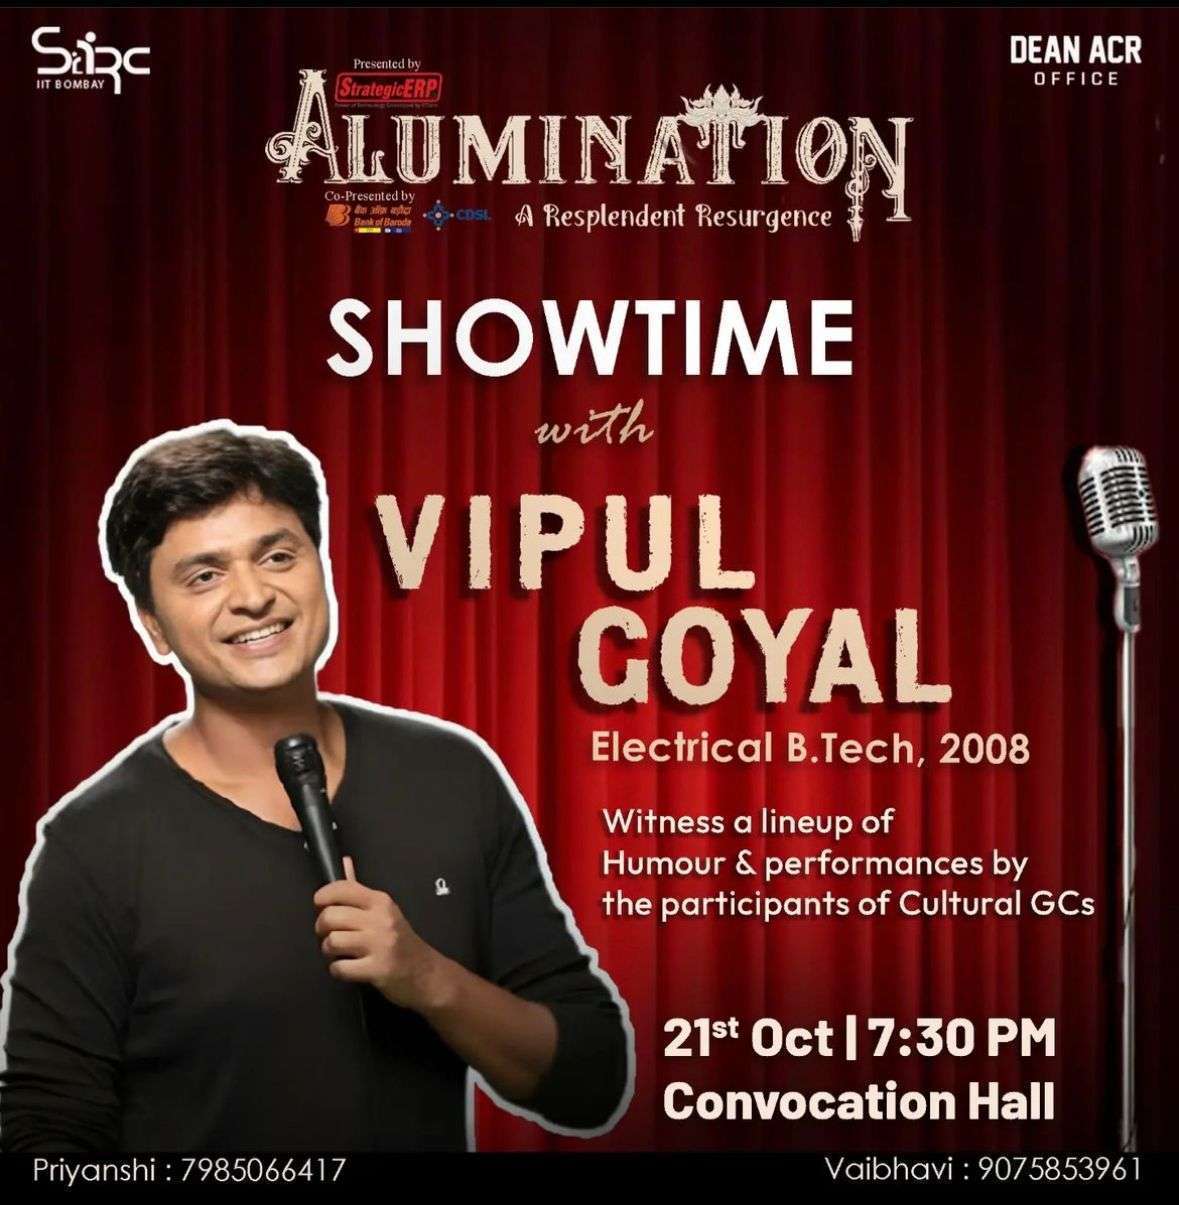 SARC
IIT BOMBAY
DEAN ACR
OFFICE
Presented by
StrategicERP
ALUMINATION
Co-Presented by
बैंक ऑफ़ बड़ौदा
Bank of Baroda
CDSL
A Resplendent Resurgence
SHOWTIME
with
VIPUL
GOYAL
Electrical B.Tech, 2008
Witness a lineup of
Humour & performances by
the participants of Cultural GCs
21st Oct | 7:30 PM
Convocation Hall
Priyanshi : 7985066417
Vaibhavi : 9075853961